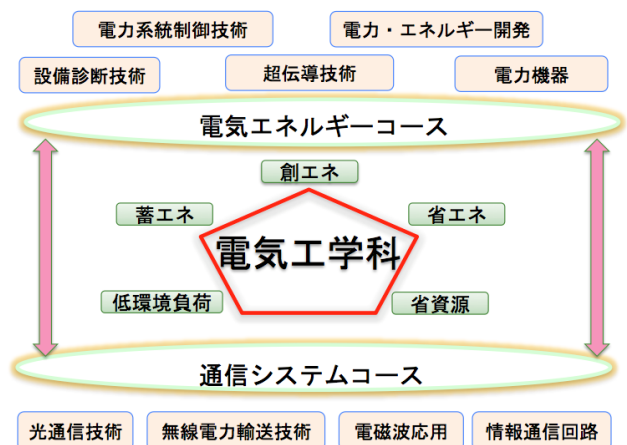 電力系統制御技術
電力・エネルギー開発
設備診断技術
超伝導技術
電力機器
電気エネルギーコース
創エネ
蓄エネ
省エネ
電気工学科
低環境負荷
省資源
通信システムコース
光通信技術
無線電力輸送技術
電磁波応用
情報通信回路